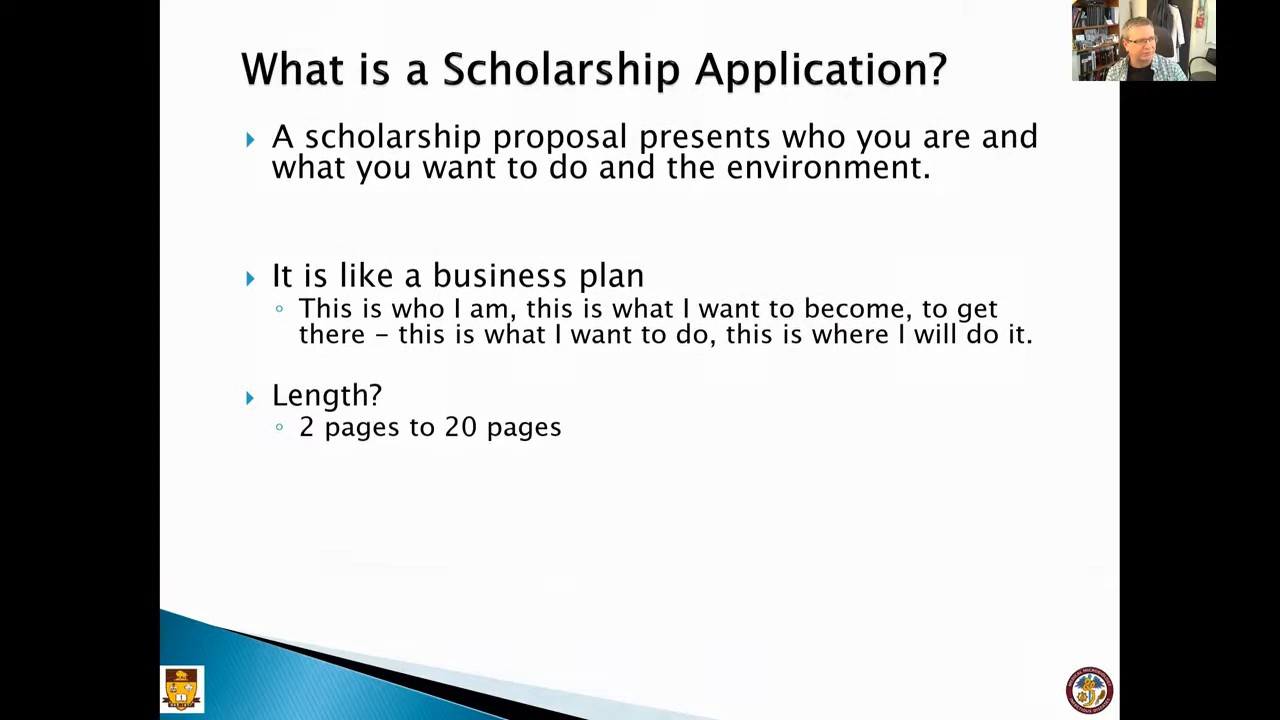 What is a Scholarship Application?
A scholarship proposal presents who you are and
what you want to do and the environment.
It is like a business plan
This is who I am, this is what I want to become, to get
there – this is what I want to do, this is where I will do it.
Length?
2 pages to 20 pages